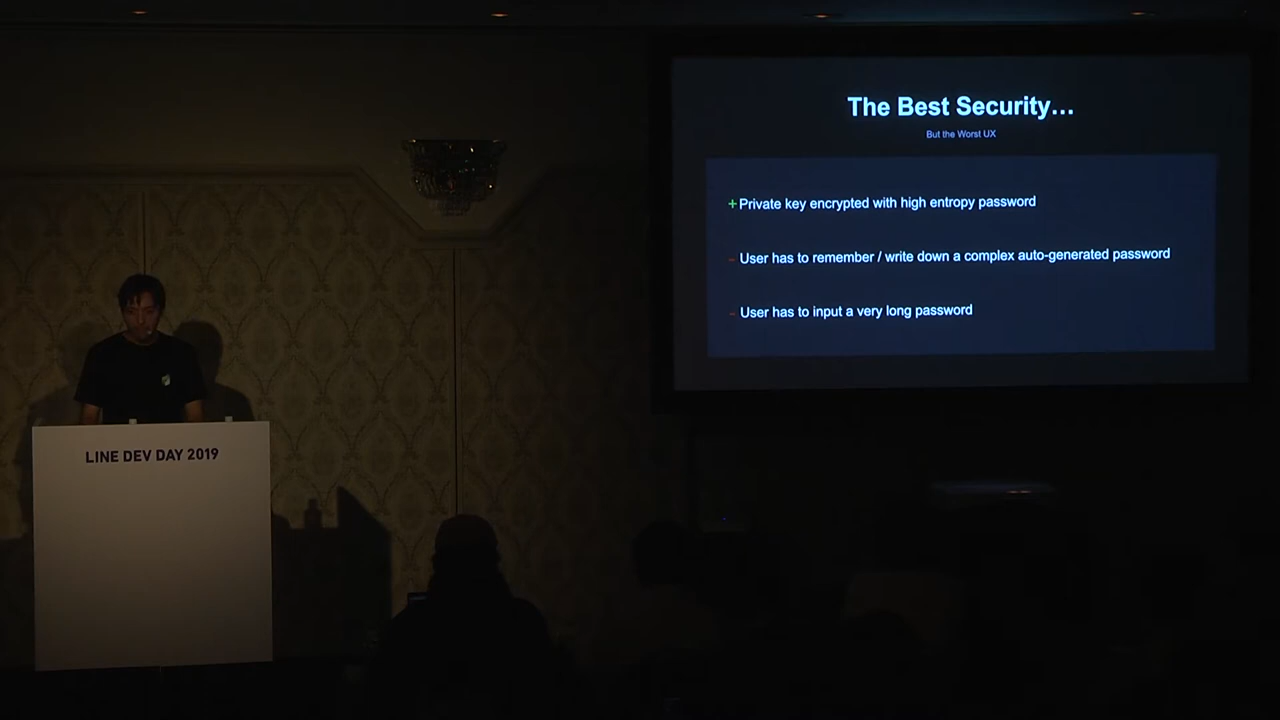 The Best Security…
But the Worst UX
+ Private key encrypted with high entropy password
- User has to remember / write down a complex auto-generated password
- User has to input a very long password
LINE DEV DAY 2019